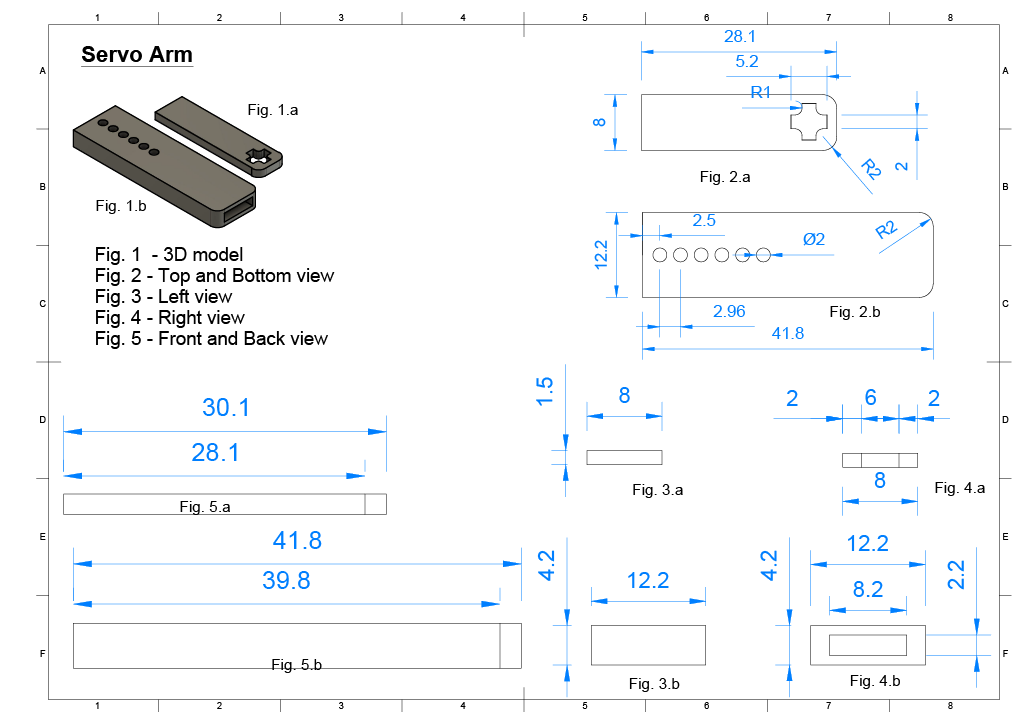 1 2 3 4 5 6 7 8
A A
B B
C C
D D
E E
F F
Servo Arm
Fig. 1.a
Fig. 1.b
Fig. 1 - 3D model
Fig. 2 - Top and Bottom view
Fig. 3 - Left view
Fig. 4 - Right view
Fig. 5 - Front and Back view
28.1
5.2
R1
8
R2
2
Fig. 2.a
2.5
R2
Ø2
12.2
2.96
Fig. 2.b
41.8
30.1
28.1
Fig. 5.a
1.5
8
Fig. 3.a
2 6 2
8
Fig. 4.a
41.8
39.8
Fig. 5.b
4.2
12.2
Fig. 3.b
4.2
12.2
8.2
2.2
Fig. 4.b
1 2 3 4 5 6 7 8